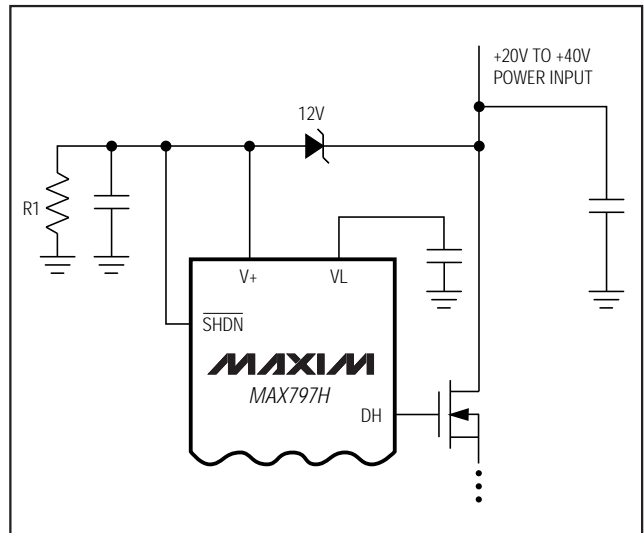 +20V TO +40V
POWER INPUT
12V
R1
V+
VL
SHDN
MAXIM
MAX797H
DH